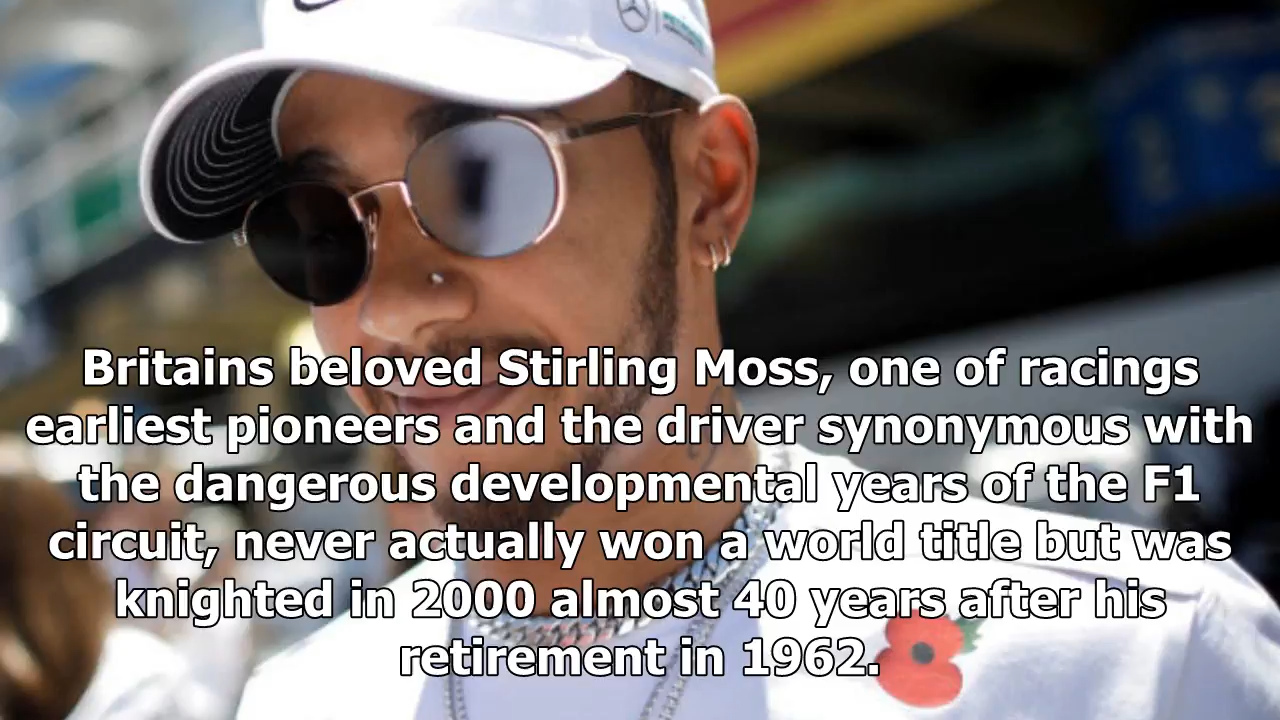 Britains beloved Stirling Moss, one of racings
earliest pioneers and the driver synonymous with
the dangerous developmental years of the F1
circuit, never actually won a world title but was
knighted in 2000 almost 40 years after his
retirement in 1962.